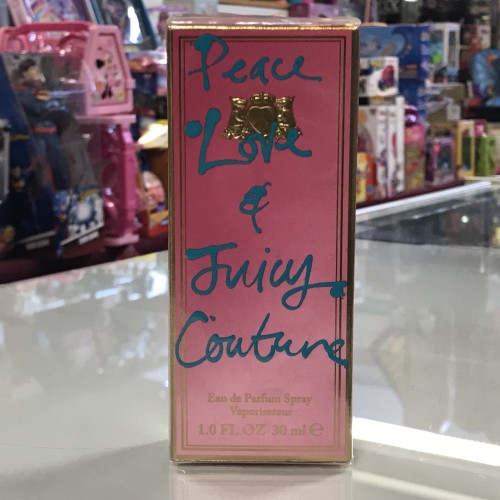 Peace
Love
&
Juicy
Couture
Eau de Parfum Spray
Vaporisateur
1.0 FL OZ 30 ml ℮